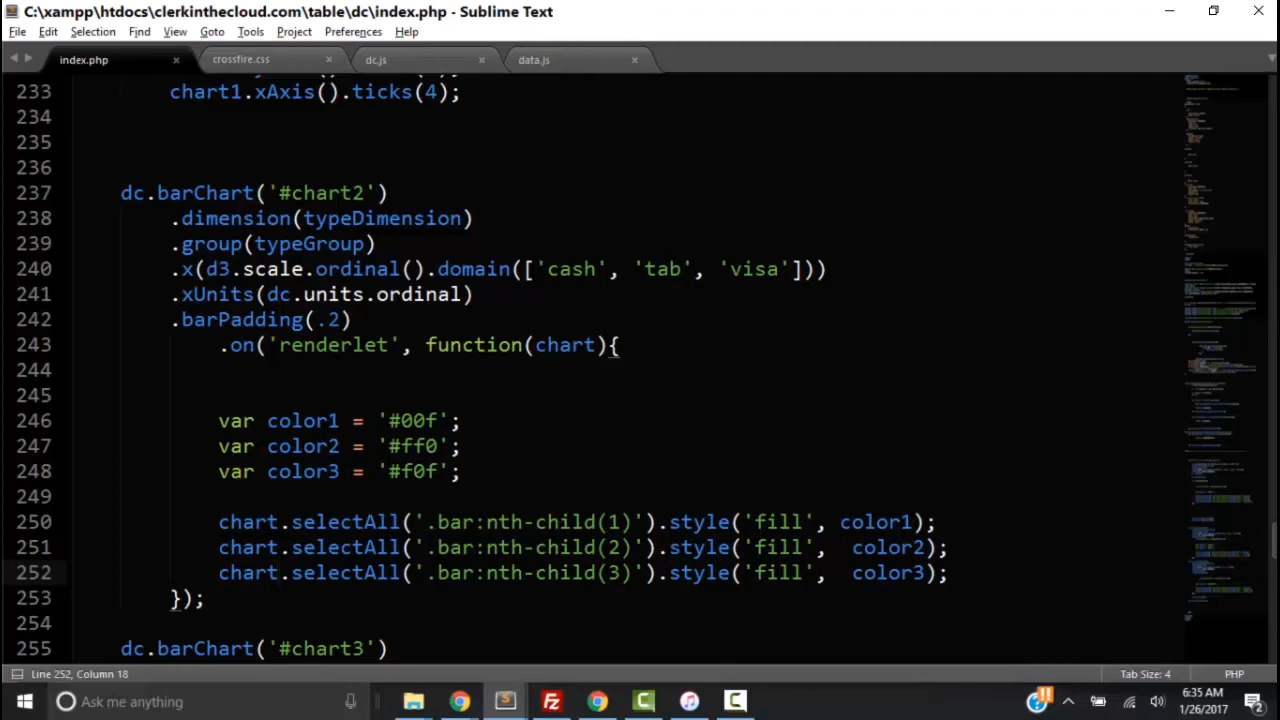 C:\xampp\htdocs\clerkinthecloud.com\table\dc\index.php - Sublime Text
File Edit Selection Find View Goto Tools Project Preferences Help
index.php crossfire.css dc.js data.js
233 chart1.xAxis().ticks(4);
234
235
236
237 dc.barChart('#chart2')
238 .dimension(typeDimension)
239 .group(typeGroup)
240 .x(d3.scale.ordinal().domain(['cash', 'tab', 'visa']))
241 .xUnits(dc.units.ordinal)
242 .barPadding(.2)
243 .on('renderlet', function(chart){
244
245
246 var color1 = '#00f';
247 var color2 = '#ff0';
248 var color3 = '#f0f';
249
250 chart.selectAll('.bar:nth-child(1)').style('fill', color1);
251 chart.selectAll('.bar:nth-child(2)').style('fill', color2);
252 chart.selectAll('.bar:nth-child(3)').style('fill', color3);
253 });
254
255 dc.barChart('#chart3')
Line 252, Column 18 Tab Size: 4 PHP
Ask me anything 6:35 AM
1/26/2017 2